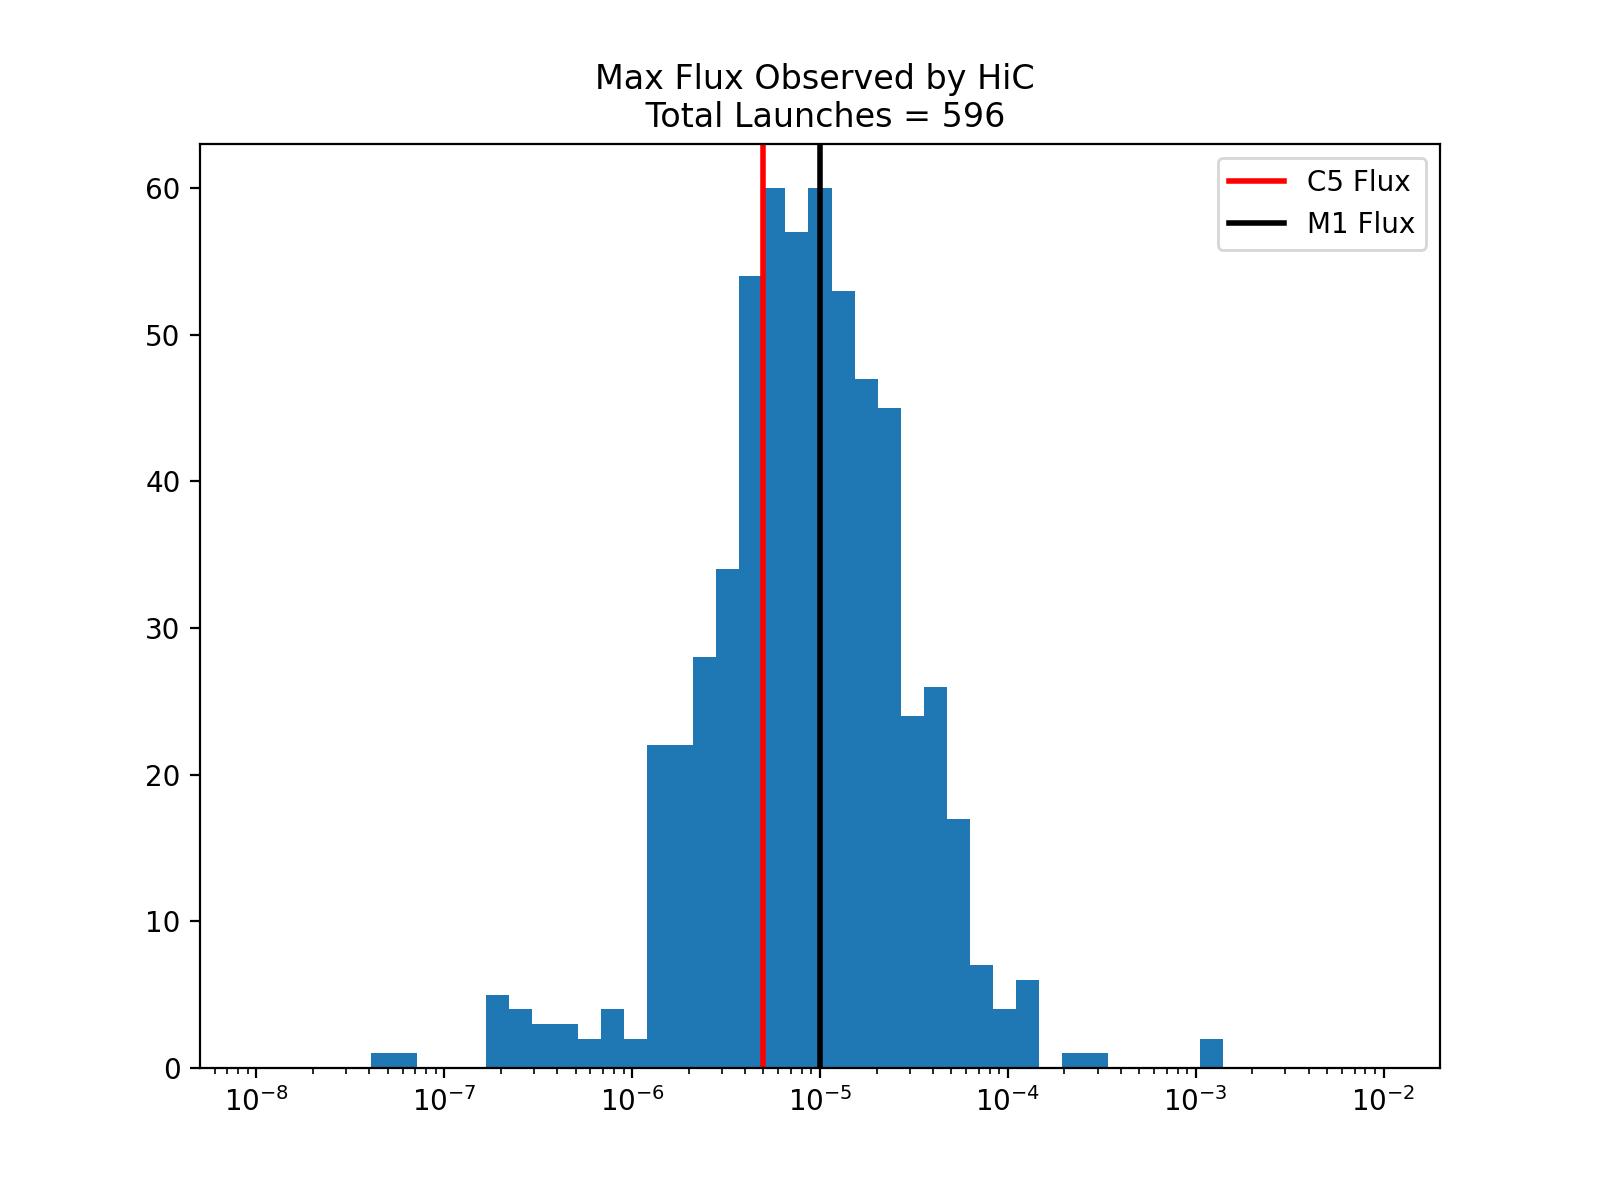 Max Flux Observed by HiC
Total Launches = 596
C5 Flux
M1 Flux
60
50
40
30
20
10
0
10⁻⁸ 10⁻⁷ 10⁻⁶ 10⁻⁵ 10⁻⁴ 10⁻³ 10⁻²